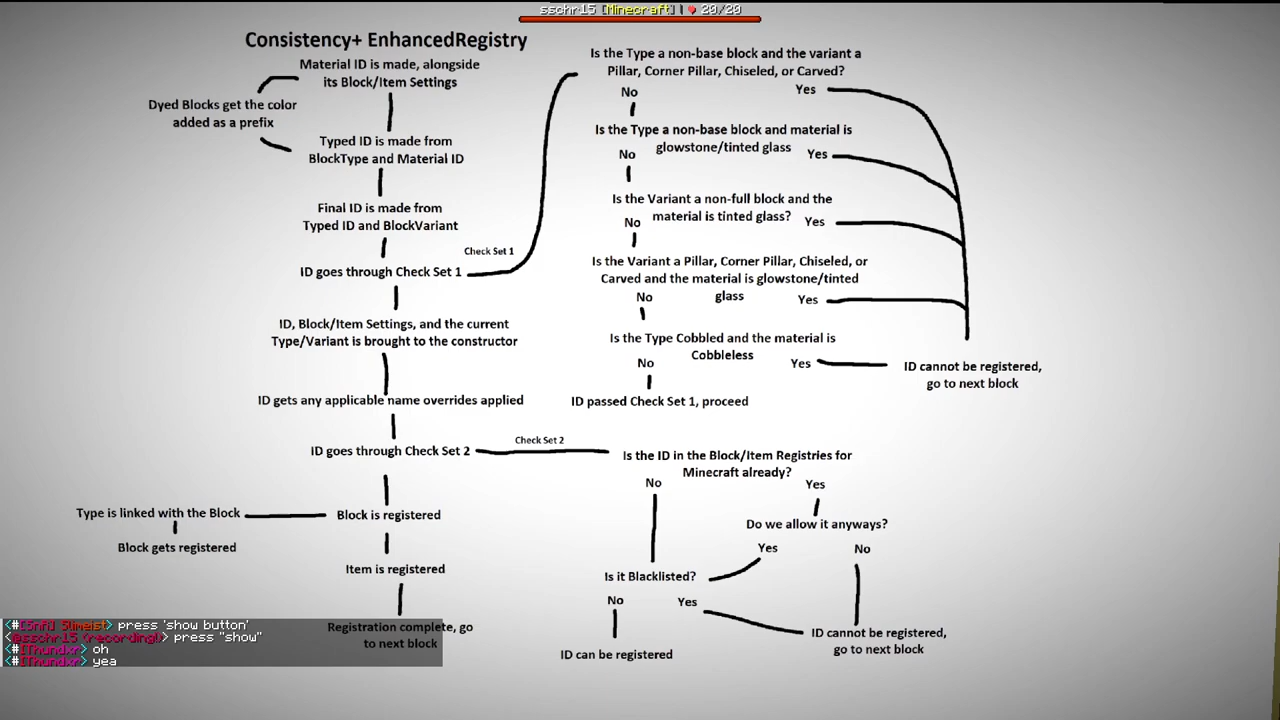 sschr15 [Minecraft] | ♥ 20/20
Consistency+ EnhancedRegistry
Material ID is made, alongside
its Block/Item Settings
Dyed Blocks get the color
added as a prefix
Typed ID is made from
BlockType and Material ID
Final ID is made from
Typed ID and BlockVariant
Check Set 1
ID goes through Check Set 1
ID, Block/Item Settings, and the current
Type/Variant is brought to the constructor
ID gets any applicable name overrides applied
Check Set 2
ID goes through Check Set 2
Type is linked with the Block
Block gets registered
Block is registered
Item is registered
Registration complete, go
to next block
Is the Type a non-base block and the variant a
Pillar, Corner Pillar, Chiseled, or Carved?
No
Yes
Is the Type a non-base block and material is
glowstone/tinted glass
No
Yes
Is the Variant a non-full block and the
material is tinted glass?
No
Yes
Is the Variant a Pillar, Corner Pillar, Chiseled, or
Carved and the material is glowstone/tinted
glass
No
Yes
Is the Type Cobbled and the material is
Cobbleless
No
Yes
ID cannot be registered,
go to next block
ID passed Check Set 1, proceed
Is the ID in the Block/Item Registries for
Minecraft already?
No
Yes
Do we allow it anyways?
Yes
No
Is it Blacklisted?
No
Yes
ID can be registered
ID cannot be registered,
go to next block
<#[Snf] Slimeist> press 'show button'
<@sschr15 (recording!)> press "show"
<#[Thundxr]> oh
<#[Thundxr]> yea